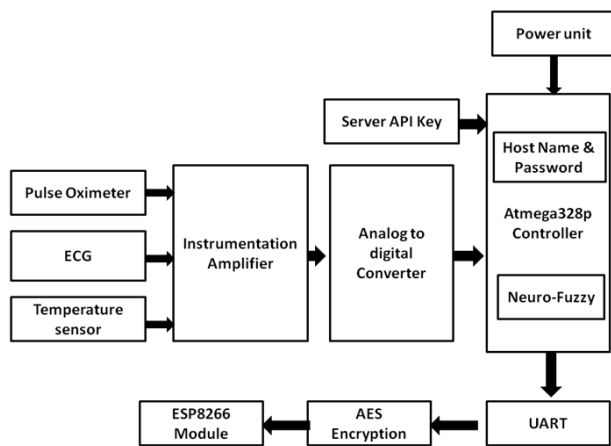 Power unit
Server API Key
Host Name &
Password
Atmega328p
Controller
Neuro-Fuzzy
Pulse Oximeter
ECG
Temperature
sensor
Instrumentation
Amplifier
Analog to
digital
Converter
ESP8266
Module
AES
Encryption
UART